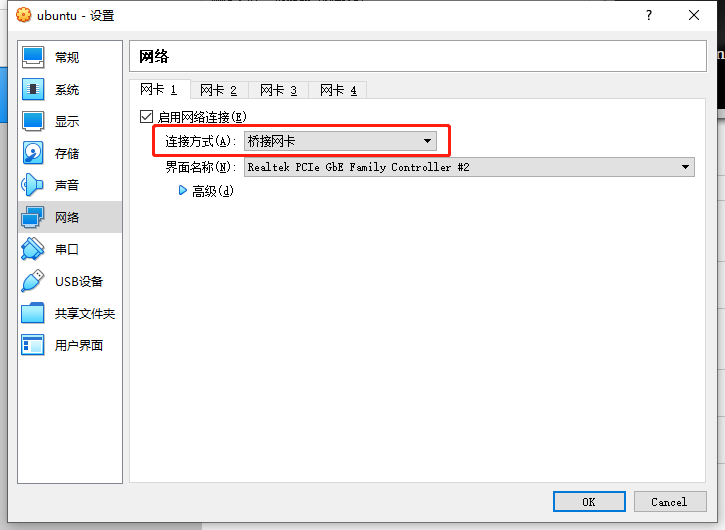 ubuntu - 设置
?
常规
系统
显示
存储
声音
网络
串口
USB设备
共享文件夹
用户界面
网络
网卡 1
网卡 2
网卡 3
网卡 4
启用网络连接(E)
连接方式(A): 桥接网卡
界面名称(N): Realtek PCIe GbE Family Controller #2
高级(d)
OK
Cancel